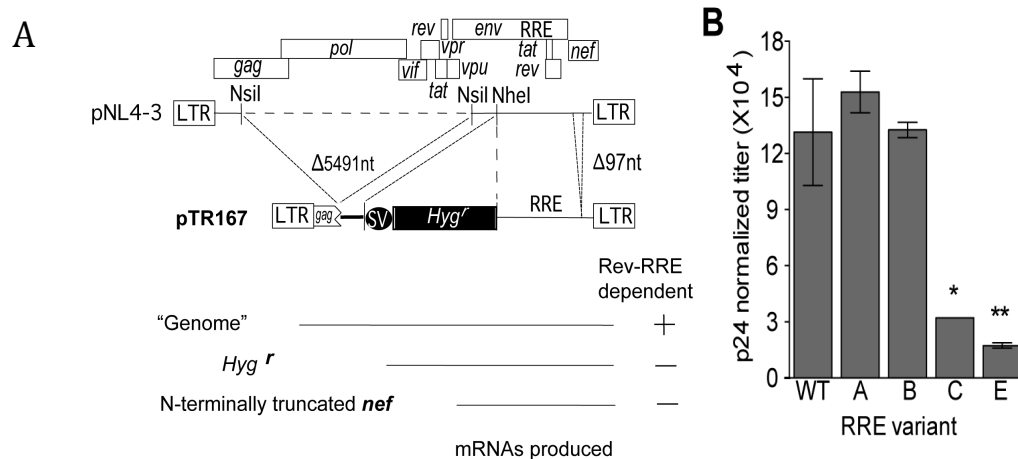 A
rev env RRE
pol vpr tat nef
gag vif vpu rev
tat
NsiI NsiI NheI
pNL4-3 LTR LTR
Δ5491nt Δ97nt
pTR167 LTR gag SV Hygʳ RRE LTR
Rev-RRE
dependent
“Genome” +
Hyg ʳ –
N-terminally truncated nef –
mRNAs produced
B
p24 normalized titer (X10⁴)
18
15
12
9
6
3
0
* **
WT A B C E
RRE variant